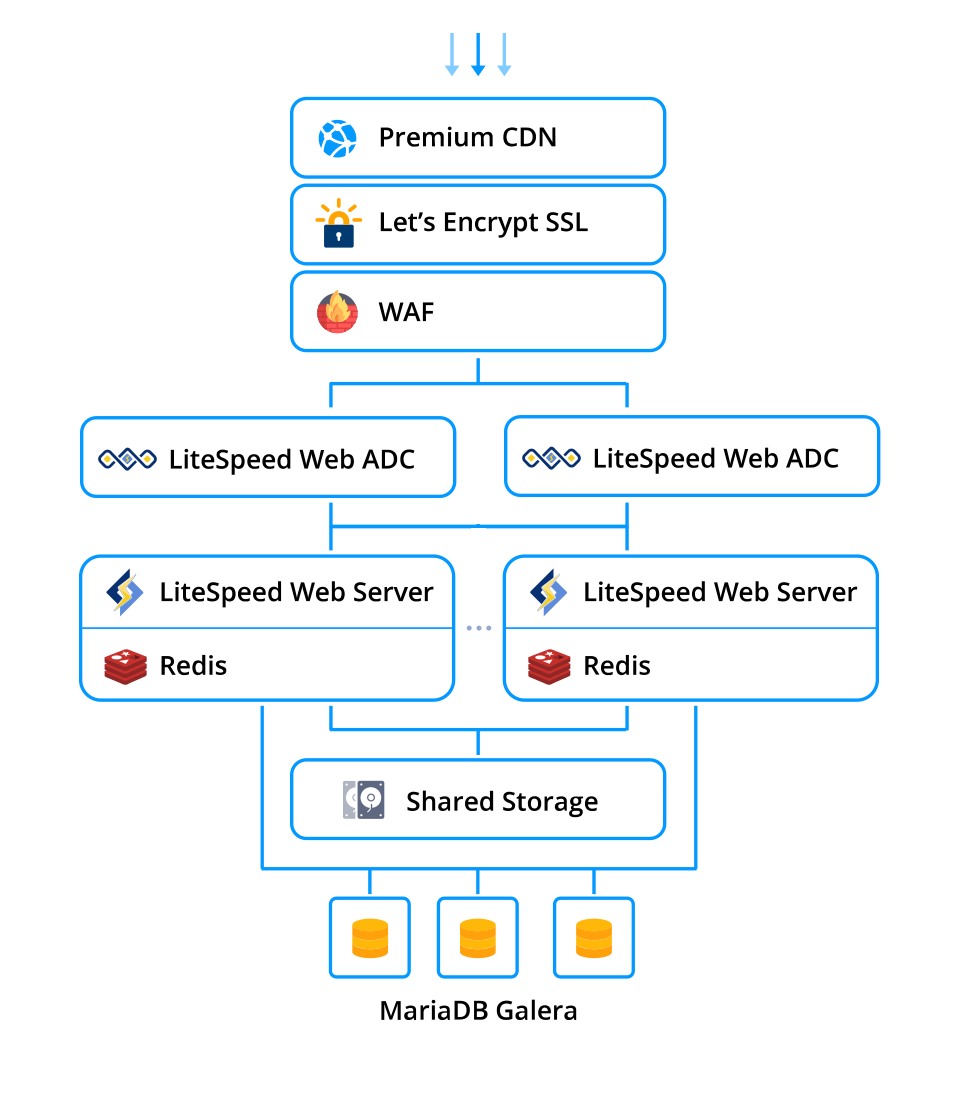 Premium CDN
Let’s Encrypt SSL
WAF
LiteSpeed Web ADC
LiteSpeed Web ADC
LiteSpeed Web Server
Redis
LiteSpeed Web Server
Redis
Shared Storage
MariaDB Galera